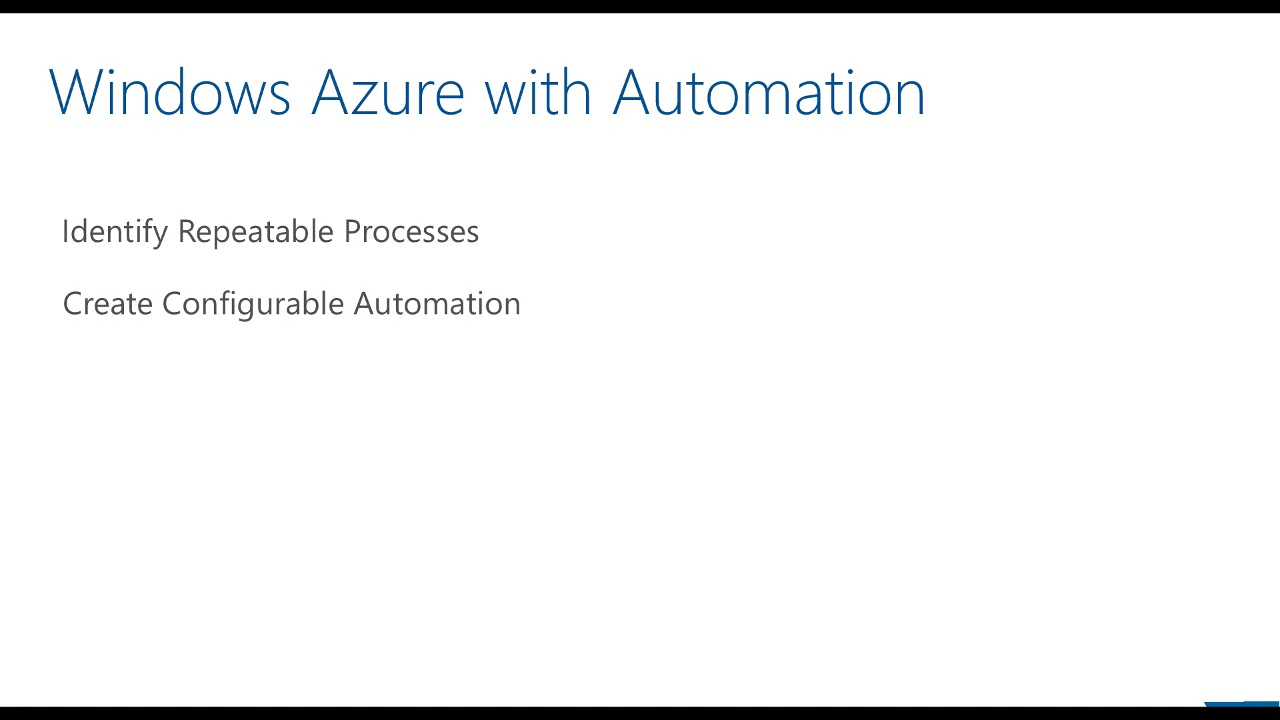 Windows Azure with Automation
Identify Repeatable Processes
Create Configurable Automation